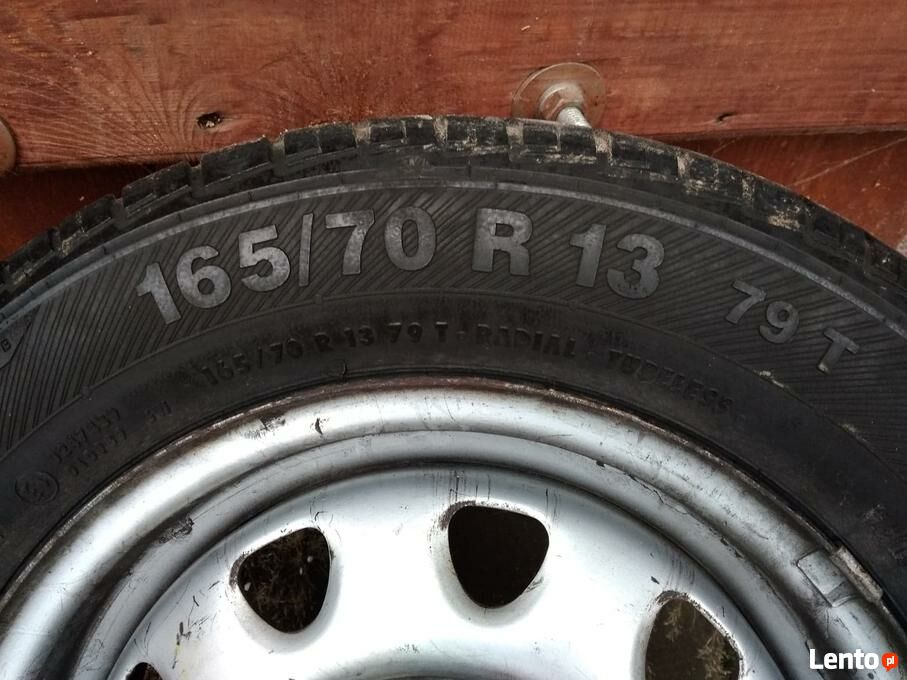 165/70 R 13 79 T
165/70 R 13 79 T · RADIAL · TUBELESS
Lento.pl